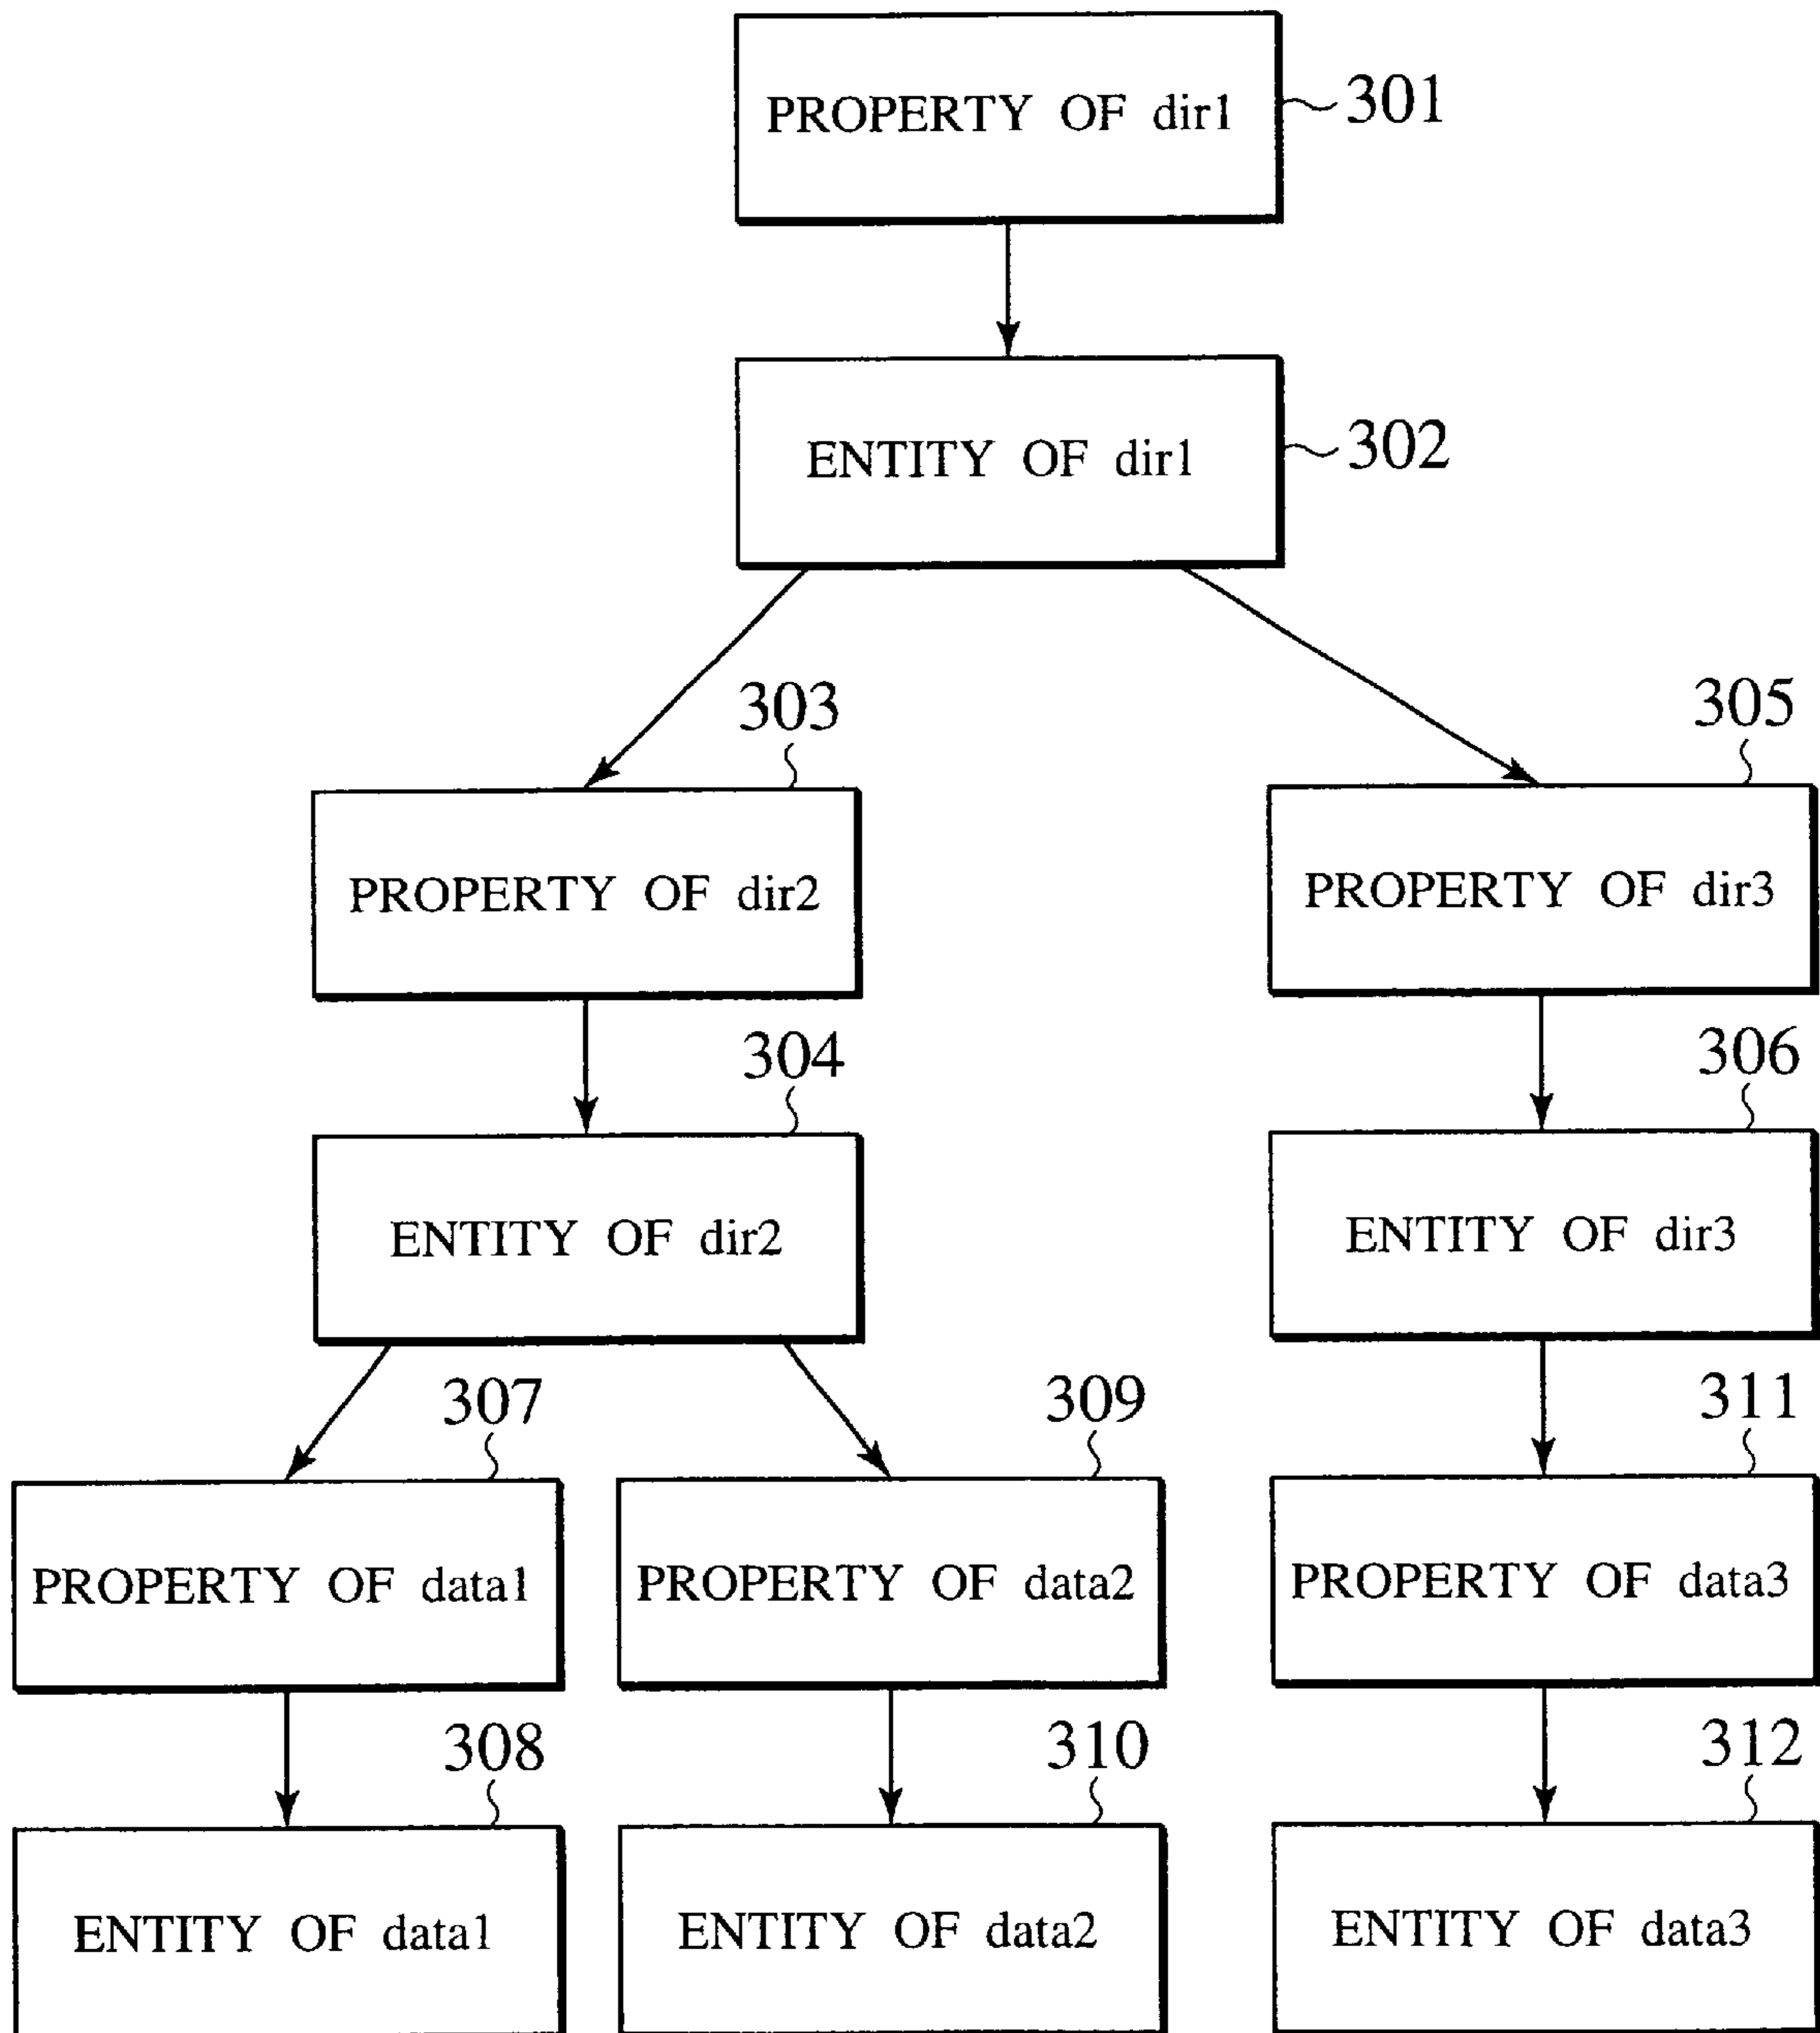 PROPERTY OF dir1
301
ENTITY OF dir1
302
303
305
PROPERTY OF dir2
PROPERTY OF dir3
304
306
ENTITY OF dir2
ENTITY OF dir3
307
309
311
PROPERTY OF data1
PROPERTY OF data2
PROPERTY OF data3
308
310
312
ENTITY OF data1
ENTITY OF data2
ENTITY OF data3